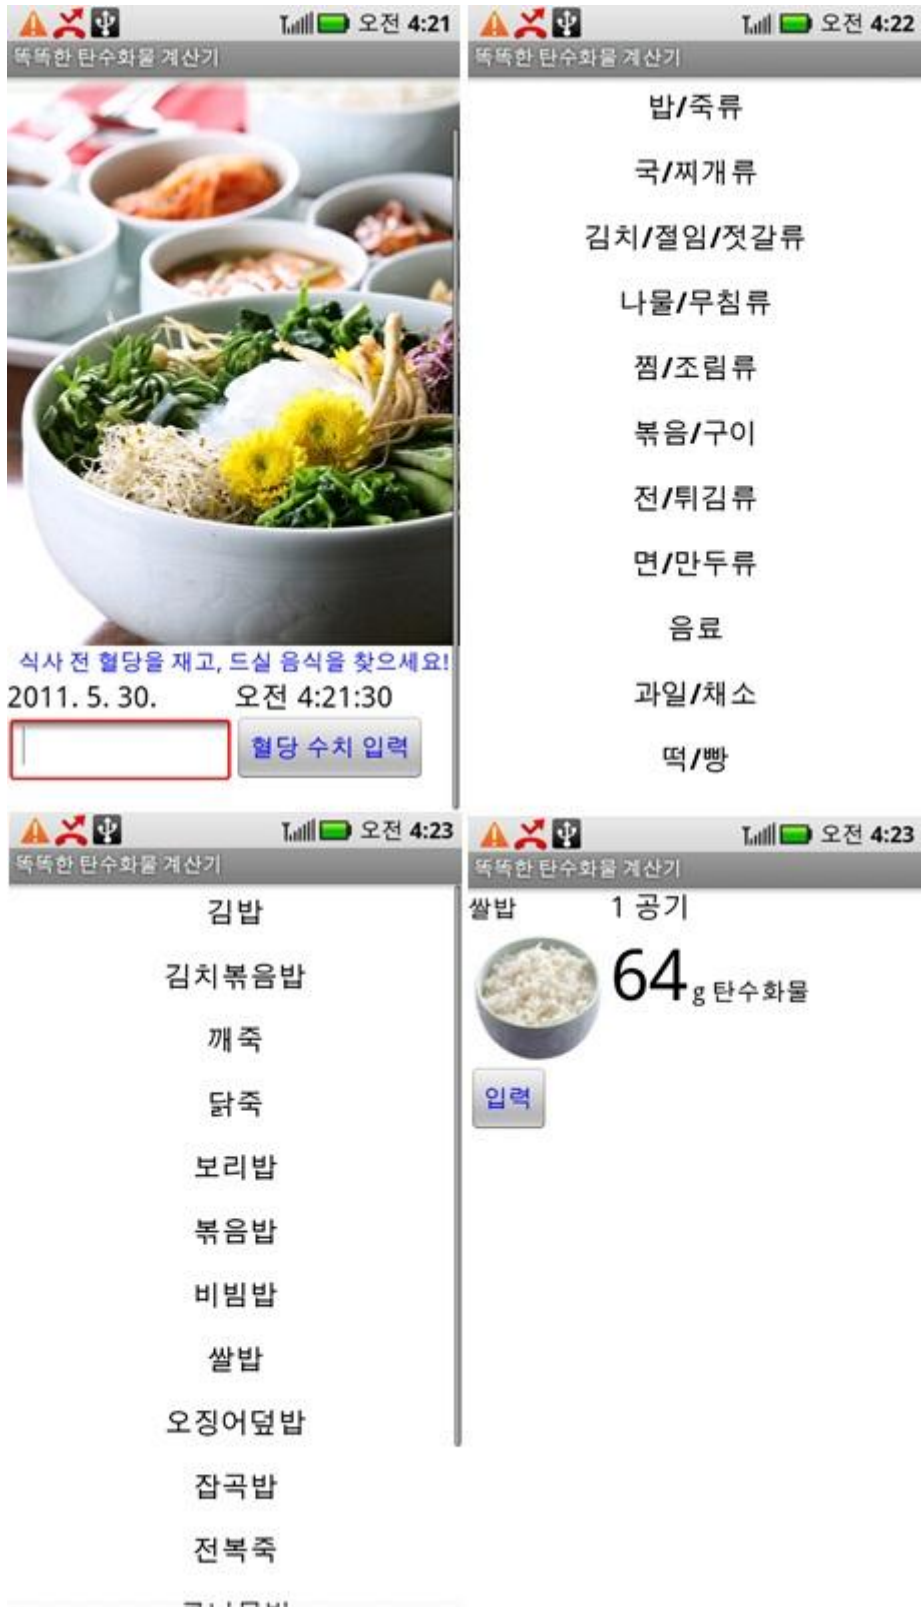 오전 4:21
똑똑한 탄수화물 계산기
식사 전 혈당을 재고, 드실 음식을 찾으세요!
2011. 5. 30. 오전 4:21:30
혈당 수치 입력
오전 4:22
똑똑한 탄수화물 계산기
밥/죽류
국/찌개류
김치/절임/젓갈류
나물/무침류
찜/조림류
볶음/구이
전/튀김류
면/만두류
음료
과일/채소
떡/빵
오전 4:23
똑똑한 탄수화물 계산기
김밥
김치볶음밥
깨죽
닭죽
보리밥
볶음밥
비빔밥
쌀밥
오징어덮밥
잡곡밥
전복죽
오전 4:23
똑똑한 탄수화물 계산기
쌀밥 1 공기
64 g 탄수화물
입력